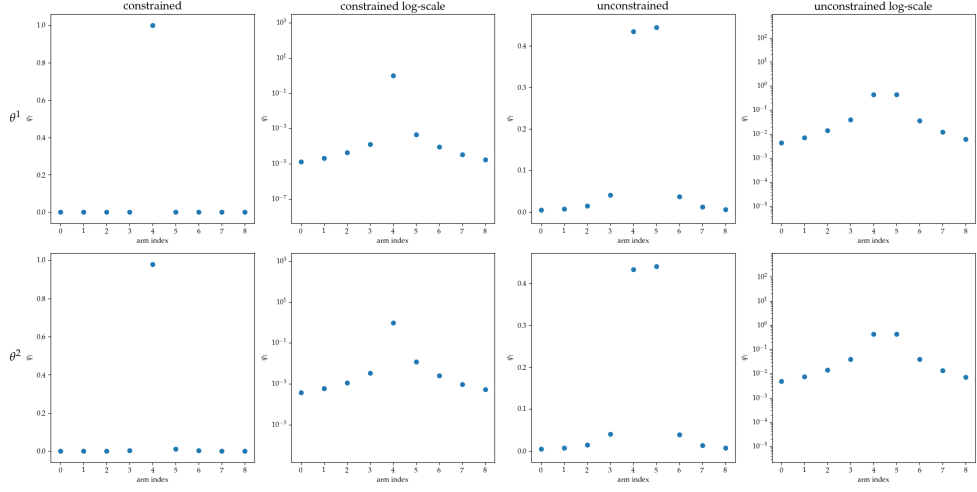 constrained
constrained log-scale
unconstrained
unconstrained log-scale
θ¹
1.0
0.8
0.6
0.4
0.2
0.0
0 1 2 3 4 5 6 7 8
arm index
10³
10¹
10⁻¹
10⁻³
10⁻⁵
10⁻⁷
0 1 2 3 4 5 6 7 8
arm index
0.4
0.3
0.2
0.1
0.0
0 1 2 3 4 5 6 7 8
arm index
10²
10¹
10⁰
10⁻¹
10⁻²
10⁻³
10⁻⁴
10⁻⁵
0 1 2 3 4 5 6 7 8
arm index
θ²
1.0
0.8
0.6
0.4
0.2
0.0
0 1 2 3 4 5 6 7 8
arm index
10³
10¹
10⁻¹
10⁻³
10⁻⁵
0 1 2 3 4 5 6 7 8
arm index
0.4
0.3
0.2
0.1
0.0
0 1 2 3 4 5 6 7 8
arm index
10²
10¹
10⁰
10⁻¹
10⁻²
10⁻³
10⁻⁴
10⁻⁵
0 1 2 3 4 5 6 7 8
arm index